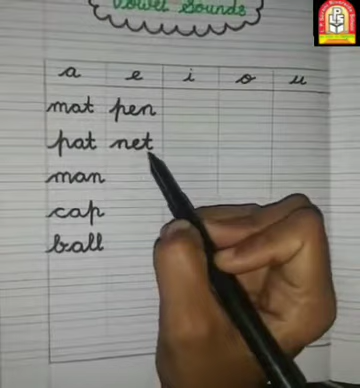 Vowel Sounds
a e i o u
mat pen
pat net
man
cap
ball